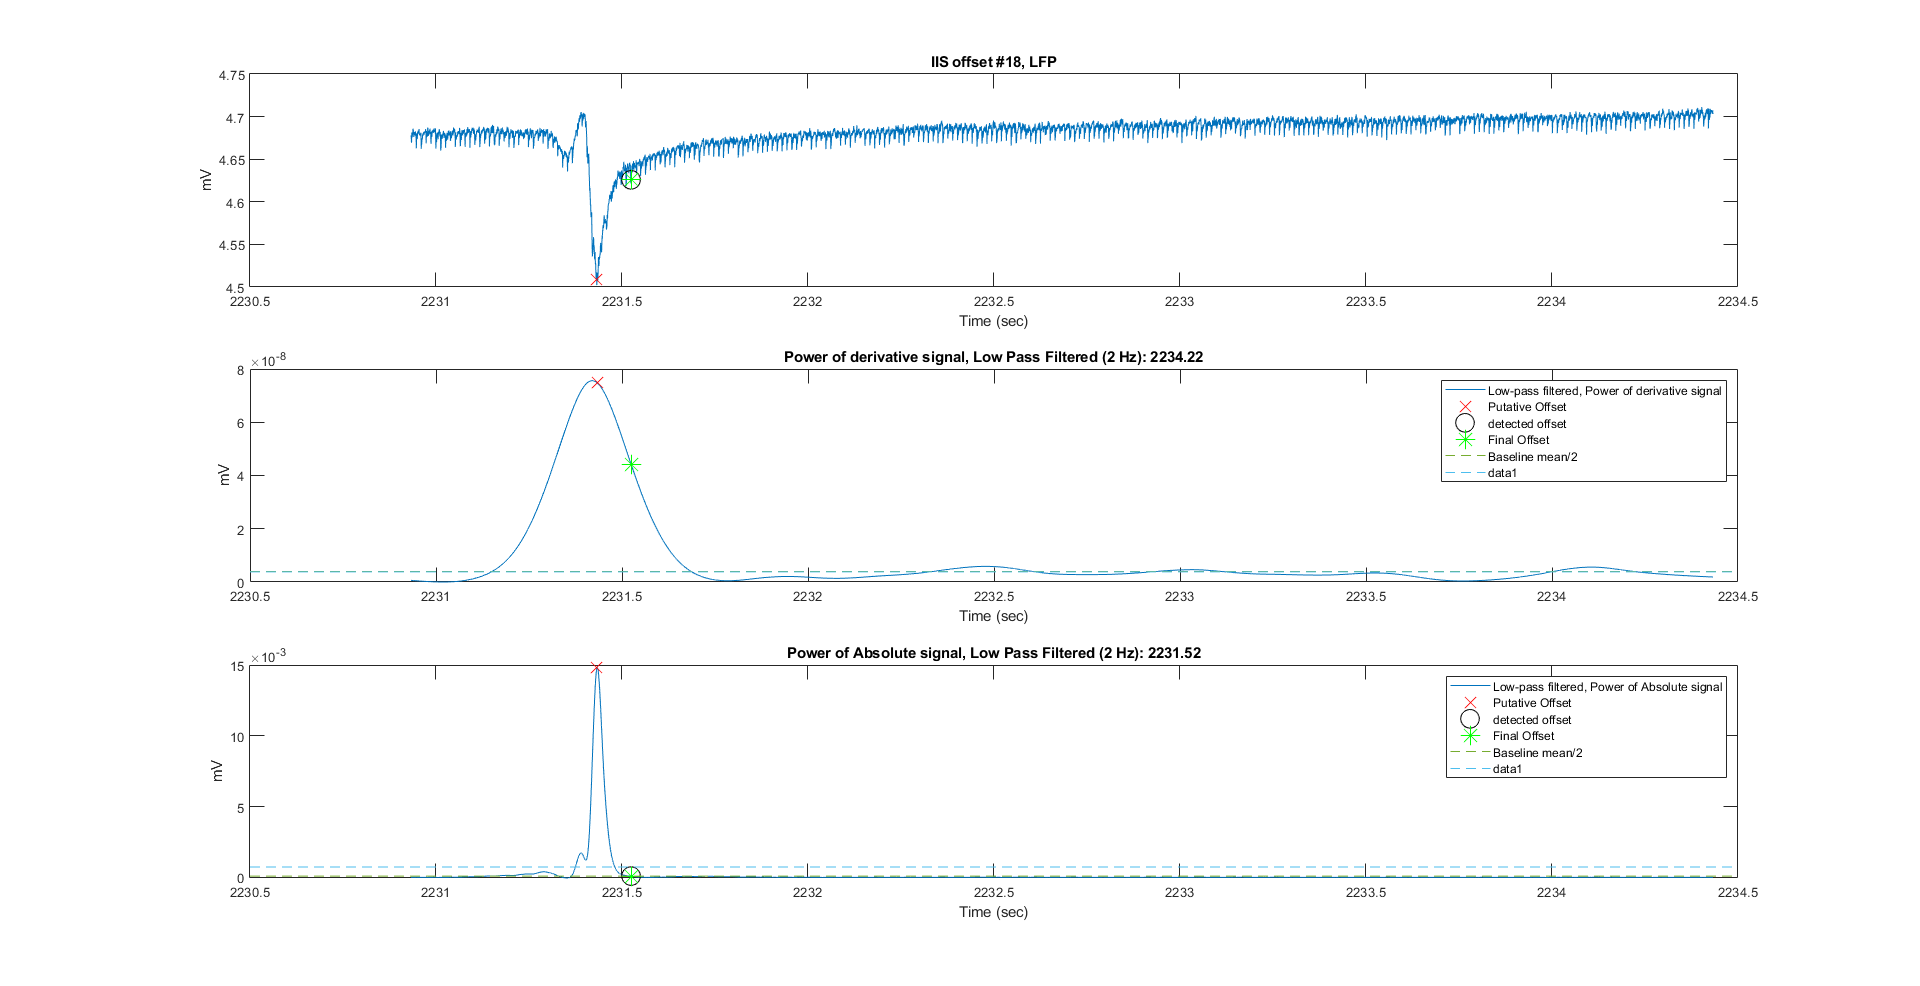 IIS offset #18, LFP
4.75
4.7
4.65
4.6
4.55
4.5
mV
2230.5 2231 2231.5 2232 2232.5 2233 2233.5 2234 2234.5
Time (sec)
Power of derivative signal, Low Pass Filtered (2 Hz): 2234.22
×10-8
8
6
4
2
0
mV
Low-pass filtered, Power of derivative signal
Putative Offset
detected offset
Final Offset
Baseline mean/2
data1
2230.5 2231 2231.5 2232 2232.5 2233 2233.5 2234 2234.5
Time (sec)
Power of Absolute signal, Low Pass Filtered (2 Hz): 2231.52
×10-3
15
10
5
0
mV
Low-pass filtered, Power of Absolute signal
Putative Offset
detected offset
Final Offset
Baseline mean/2
data1
2230.5 2231 2231.5 2232 2232.5 2233 2233.5 2234 2234.5
Time (sec)